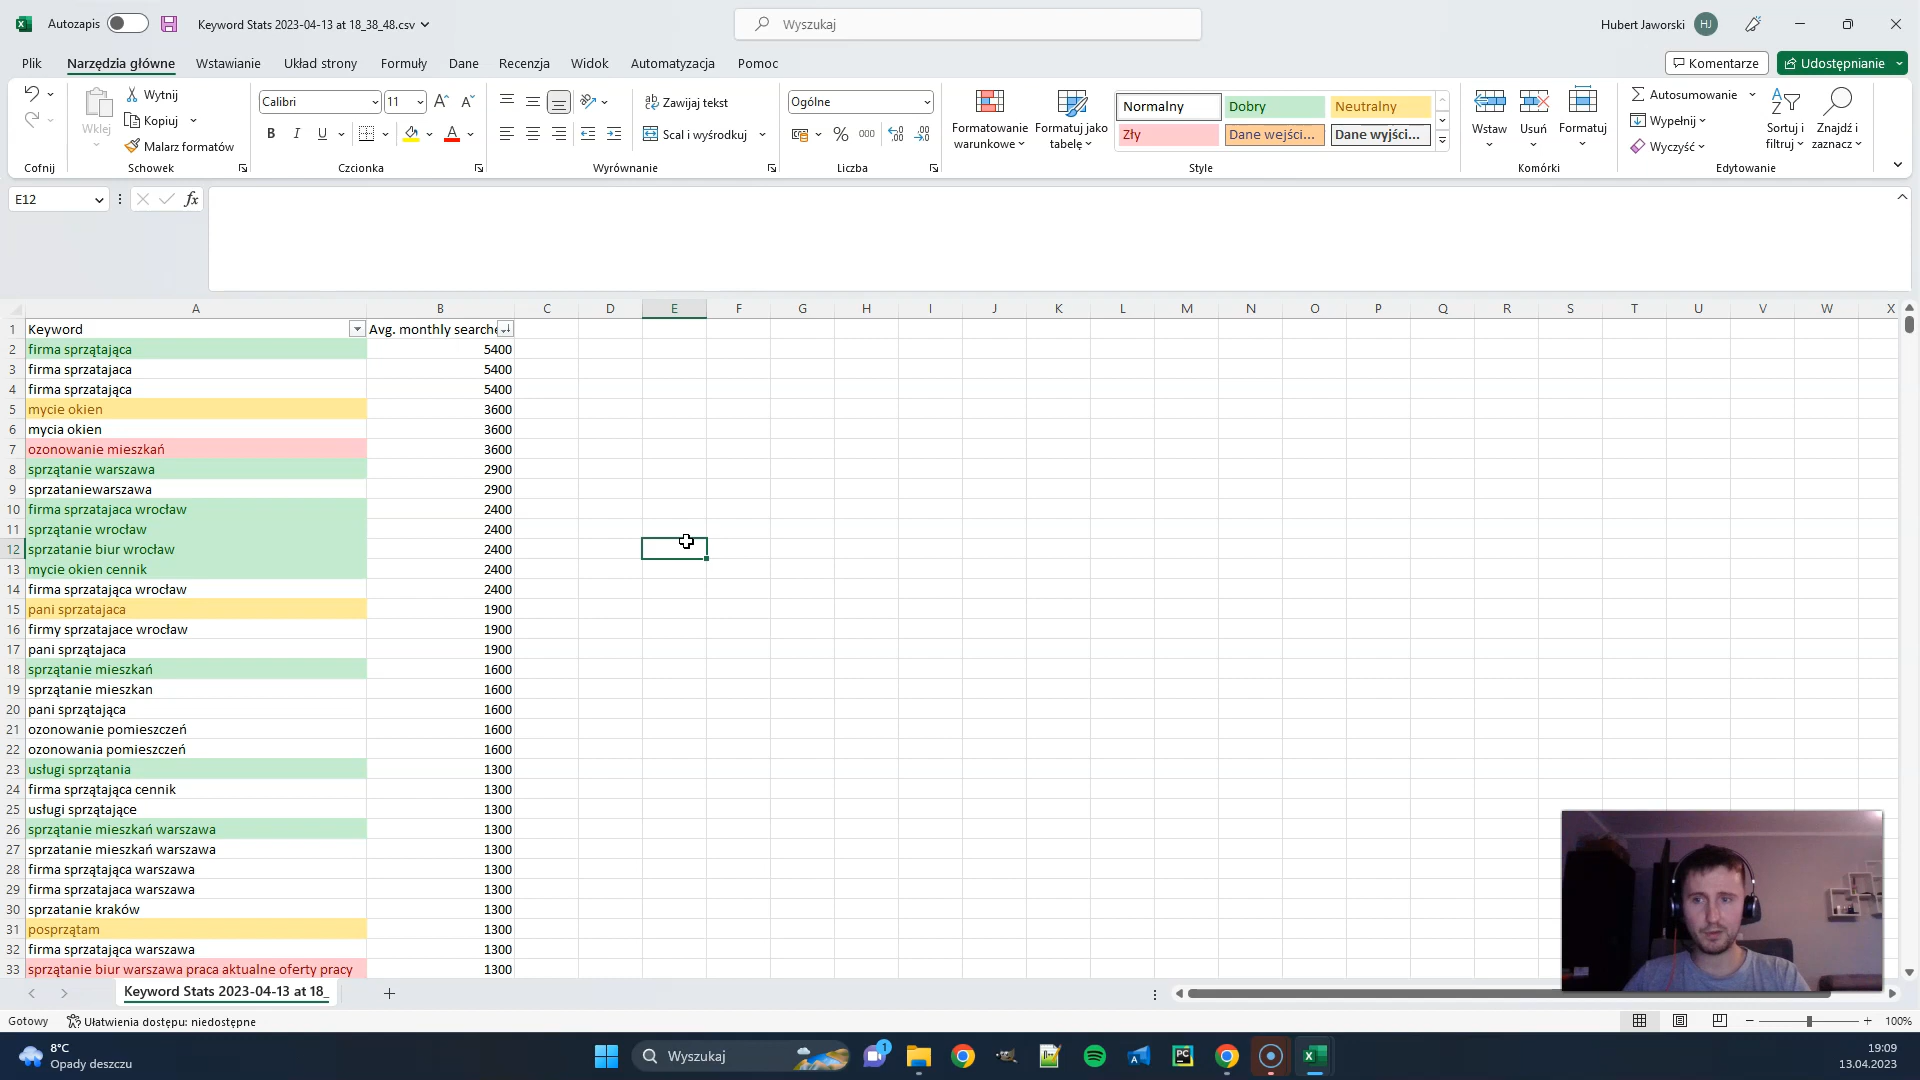 Autozapis Keyword Stats 2023-04-13 at 18_38_48.csv Wyszukaj Hubert Jaworski HJ
Plik Narzędzia główne Wstawianie Układ strony Formuły Dane Recenzja Widok Automatyzacja Pomoc Komentarze Udostępnianie
Wklej
Wytnij
Kopiuj
Malarz formatów
Calibri 11
B I U A
Zawijaj tekst
Scal i wyśrodkuj
Ogólne
% 000
Formatowanie warunkowe
Formatuj jako tabelę
Normalny Dobry Neutralny
Zły Dane wejści... Dane wyjści...
Wstaw Usuń Formatuj
Autosumowanie
Wypełnij
Wyczyść
Sortuj i filtruj
Znajdź i zaznacz
Cofnij Schowek Czcionka Wyrównanie Liczba Style Komórki Edytowanie
E12 fx
A B C D E F G H I J K L M N O P Q R S T U V W X
1 Keyword Avg. monthly searche
2 firma sprzątająca 5400
3 firma sprzatajaca 5400
4 firma sprzatająca 5400
5 mycie okien 3600
6 mycia okien 3600
7 ozonowanie mieszkań 3600
8 sprzątanie warszawa 2900
9 sprzataniewarszawa 2900
10 firma sprzatajaca wrocław 2400
11 sprzątanie wrocław 2400
12 sprzatanie biur wrocław 2400
13 mycie okien cennik 2400
14 firma sprzatająca wrocław 2400
15 pani sprzatajaca 1900
16 firmy sprzatajace wrocław 1900
17 pani sprzątajaca 1900
18 sprzątanie mieszkań 1600
19 sprzątanie mieszkan 1600
20 pani sprzątająca 1600
21 ozonowanie pomieszczeń 1600
22 ozonowania pomieszczeń 1600
23 usługi sprzątania 1300
24 firma sprzątająca cennik 1300
25 usługi sprzątające 1300
26 sprzątanie mieszkań warszawa 1300
27 sprzatanie mieszkań warszawa 1300
28 firma sprzątająca warszawa 1300
29 firma sprzatajaca warszawa 1300
30 sprzatanie kraków 1300
31 posprzątam 1300
32 firma sprzatająca warszawa 1300
33 sprzątanie biur warszawa praca aktualne oferty pracy 1300
Keyword Stats 2023-04-13 at 18_
Gotowy Ułatwienia dostępu: niedostępne 100%
8°C
Opady deszczu
Wyszukaj
1
PC
19:09
13.04.2023